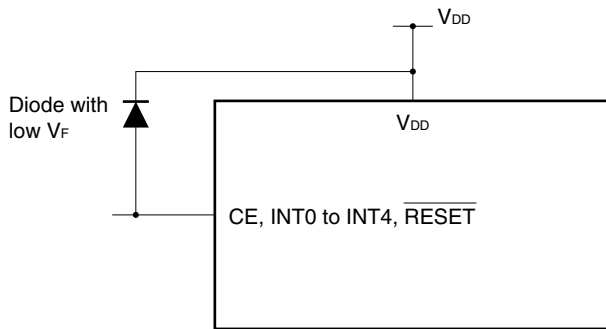 VDD
Diode with
low VF
VDD
CE, INT0 to INT4, RESET